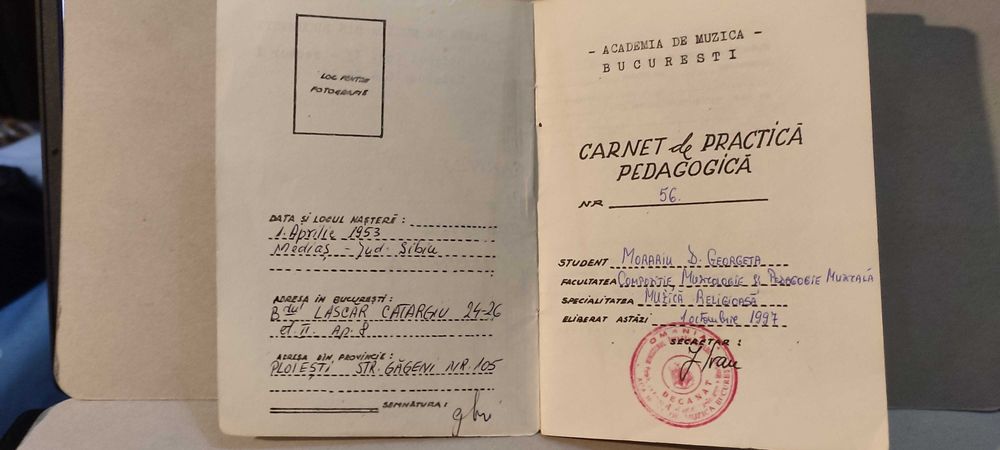 LOC PENTRU
FOTOGRAFIE
DATA ȘI LOCUL NAȘTERE:
1. Aprilie 1953
Mediaș - Jud. Sibiu
ADRESA ÎN BUCUREȘTI:
Bdul LASCĂR CATARGIU 24-26
et. II. Ap. 8
ADRESA DIN PROVINCIE:
PLOIEȘTI STR. GĂGENI NR. 105
SEMNĂTURA:
- ACADEMIA DE MUZICA -
BUCURESTI
CARNET de PRACTICĂ
PEDAGOGICĂ
NR 56.
STUDENT MORARIU D. GEORGETA
FACULTATEA COMPOZIȚIE, MUZICOLOGIE ȘI PEDAGOGIE MUZICALĂ
SPECIALITATEA MUZICĂ RELIGIOASĂ
ELIBERAT ASTĂZI 1 octombrie 1997
SECRETAR:
ROMANIA
DECANAT